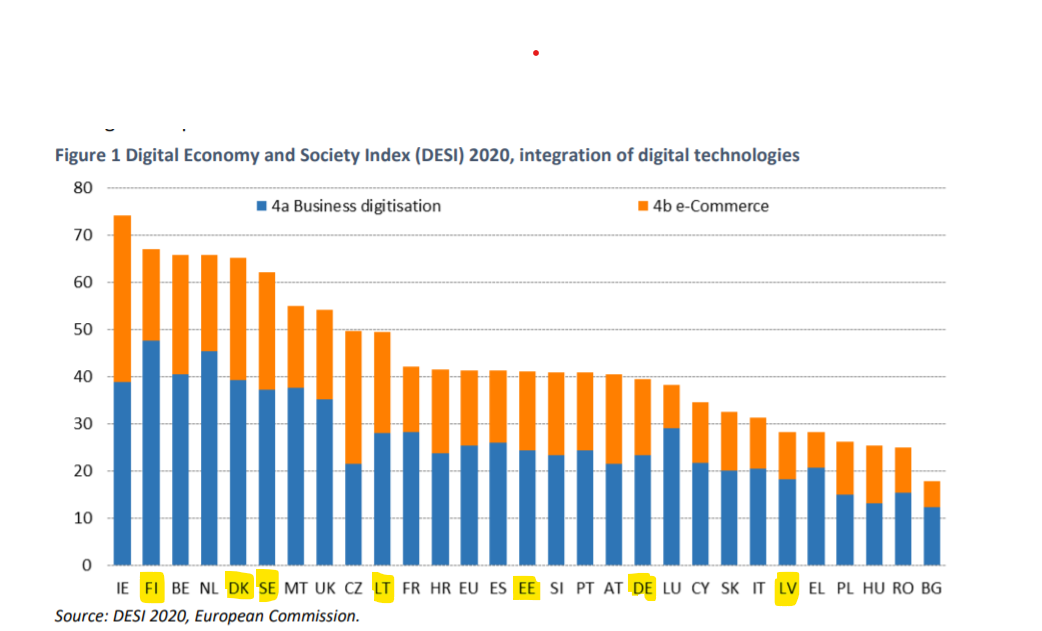 Figure 1 Digital Economy and Society Index (DESI) 2020, integration of digital technologies
80
4a Business digitisation
4b e-Commerce
70
60
50
40
30
20
10
0
IE FI BE NL DK SE MT UK CZ LT FR HR EU ES EE SI PT AT DE LU CY SK IT LV EL PL HU RO BG
Source: DESI 2020, European Commission.